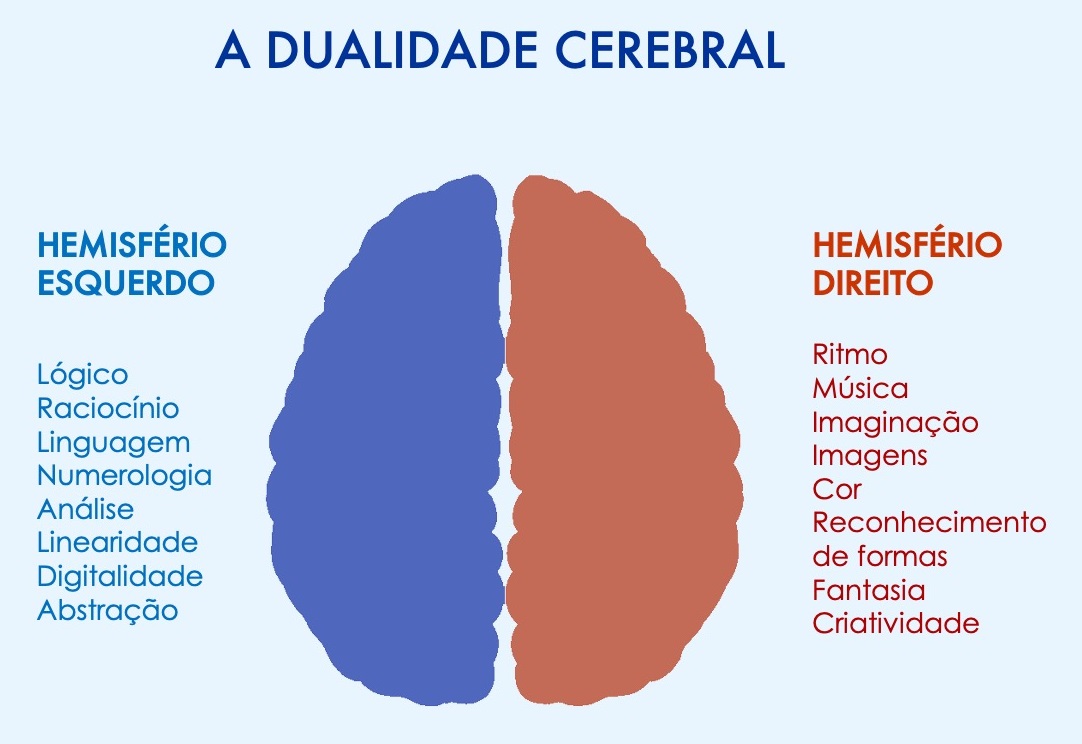 A DUALIDADE CEREBRAL
HEMISFÉRIO
ESQUERDO
Lógico
Raciocínio
Linguagem
Numerologia
Análise
Linearidade
Digitalidade
Abstração
HEMISFÉRIO
DIREITO
Ritmo
Música
Imaginação
Imagens
Cor
Reconhecimento
de formas
Fantasia
Criatividade